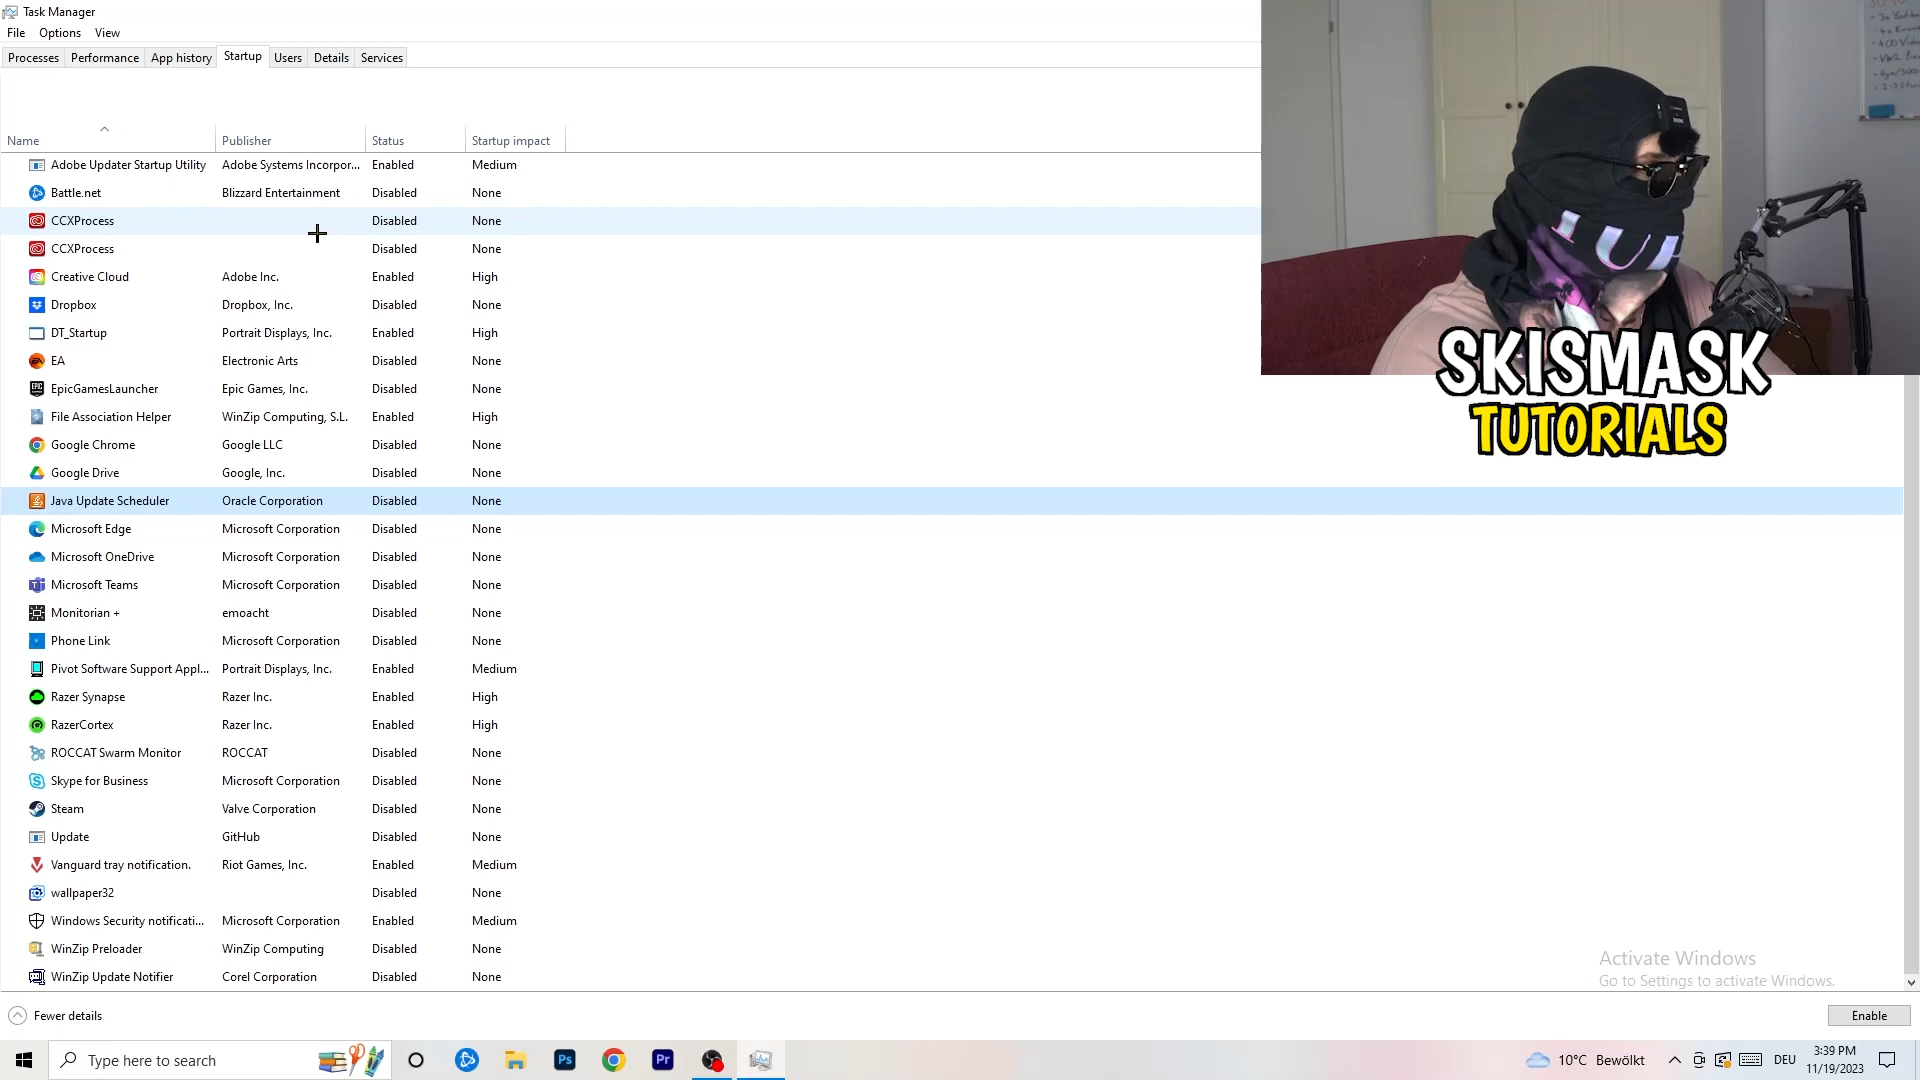 Task Manager
File Options View
Processes Performance App history Startup Users Details Services
Name Publisher Status Startup impact
Adobe Updater Startup Utility Adobe Systems Incorpor... Enabled Medium
Battle.net Blizzard Entertainment Disabled None
CCXProcess Disabled None
CCXProcess Disabled None
Creative Cloud Adobe Inc. Enabled High
Dropbox Dropbox, Inc. Disabled None
DT_Startup Portrait Displays, Inc. Enabled High
EA Electronic Arts Disabled None
EpicGamesLauncher Epic Games, Inc. Disabled None
File Association Helper WinZip Computing, S.L. Enabled High
Google Chrome Google LLC Disabled None
Google Drive Google, Inc. Disabled None
Java Update Scheduler Oracle Corporation Disabled None
Microsoft Edge Microsoft Corporation Disabled None
Microsoft OneDrive Microsoft Corporation Disabled None
Microsoft Teams Microsoft Corporation Disabled None
Monitorian + emoacht Disabled None
Phone Link Microsoft Corporation Disabled None
Pivot Software Support Appl... Portrait Displays, Inc. Enabled Medium
Razer Synapse Razer Inc. Enabled High
RazerCortex Razer Inc. Enabled High
ROCCAT Swarm Monitor ROCCAT Disabled None
Skype for Business Microsoft Corporation Disabled None
Steam Valve Corporation Disabled None
Update GitHub Disabled None
Vanguard tray notification. Riot Games, Inc. Enabled Medium
wallpaper32 Disabled None
Windows Security notificati... Microsoft Corporation Enabled Medium
WinZip Preloader WinZip Computing Disabled None
WinZip Update Notifier Corel Corporation Disabled None
SKISMASK
TUTORIALS
Activate Windows
Go to Settings to activate Windows.
Fewer details
Enable
Type here to search
Ps
Pr
10°C Bewölkt
DEU
3:39 PM
11/19/2023